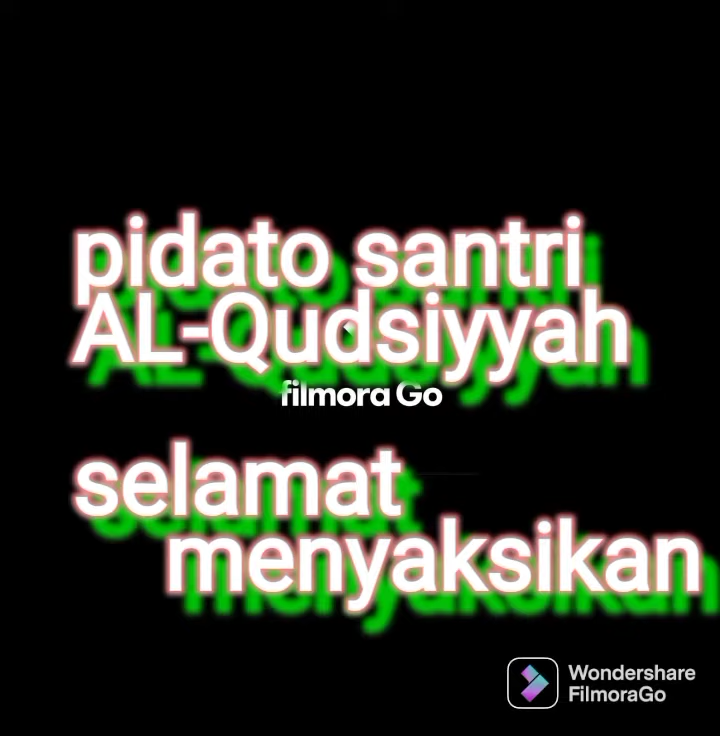 pidato santri
AL-Qudsiyyah
filmora Go
selamat
menyaksikan
Wondershare
FilmoraGo